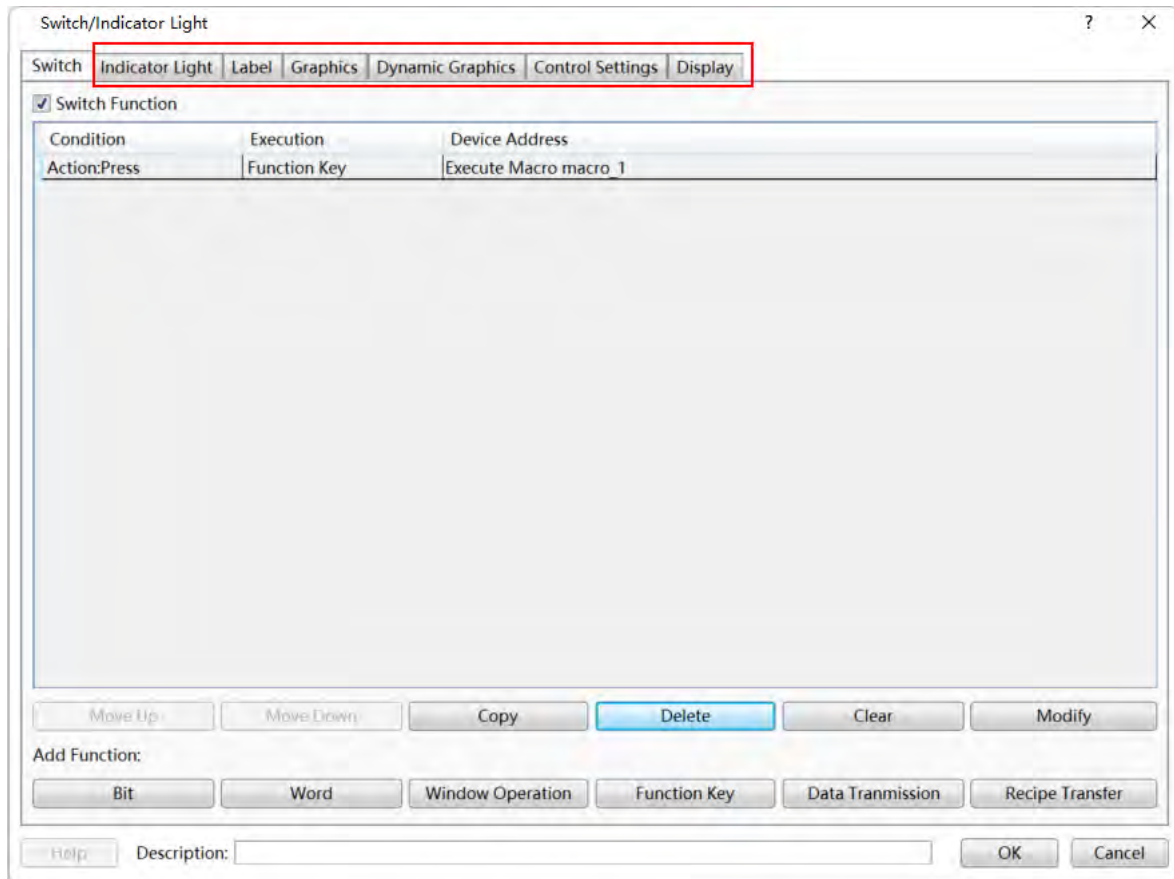 Switch/Indicator Light ?
Switch Indicator Light Label Graphics Dynamic Graphics Control Settings Display
Switch Function
Condition Execution Device Address
Action:Press Function Key Execute Macro macro_1
Move Up Move Down Copy Delete Clear Modify
Add Function:
Bit Word Window Operation Function Key Data Tranmission Recipe Transfer
Help Description: OK Cancel